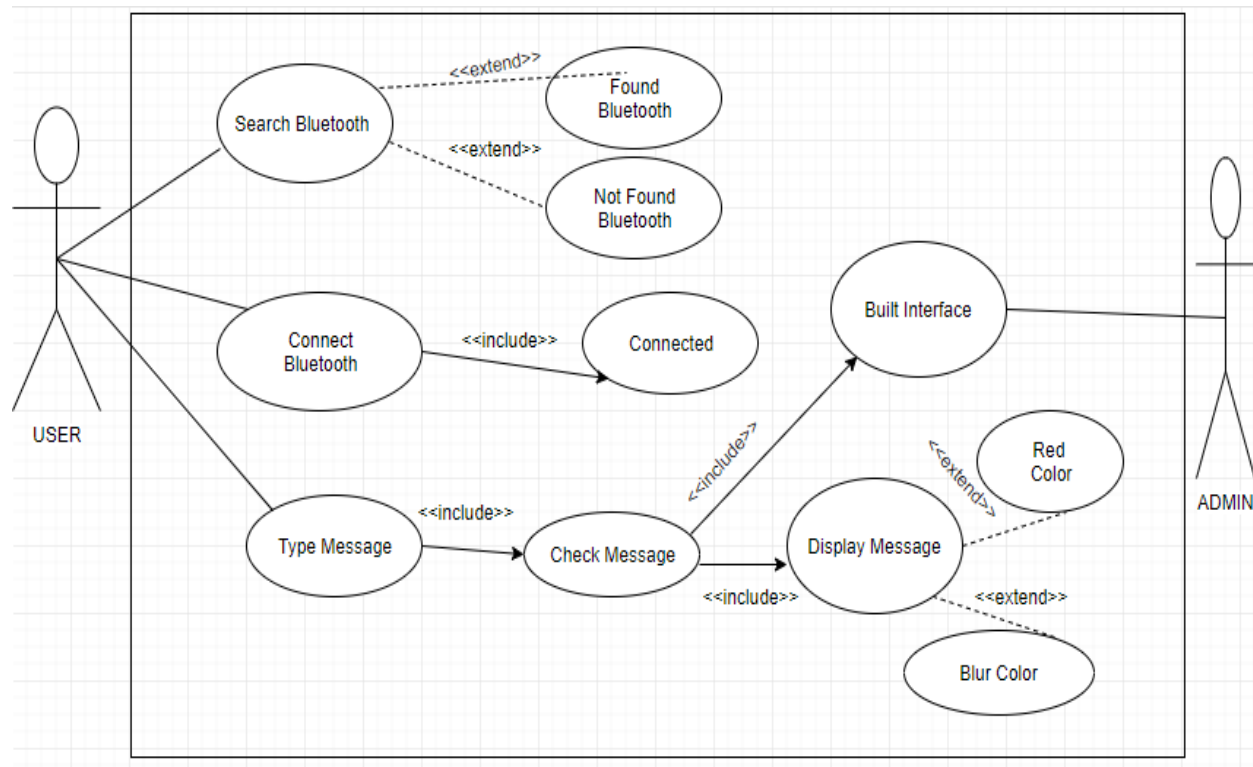 <<extend>>
Found
Bluetooth
Search Bluetooth
<<extend>>
Not Found
Bluetooth
Built Interface
Connect
Bluetooth
<<include>>
Connected
USER
<<include>>
<<extend>>
Red
Color
ADMIN
Type Message
<<include>>
Check Message
<<include>>
Display Message
<<extend>>
Blur Color